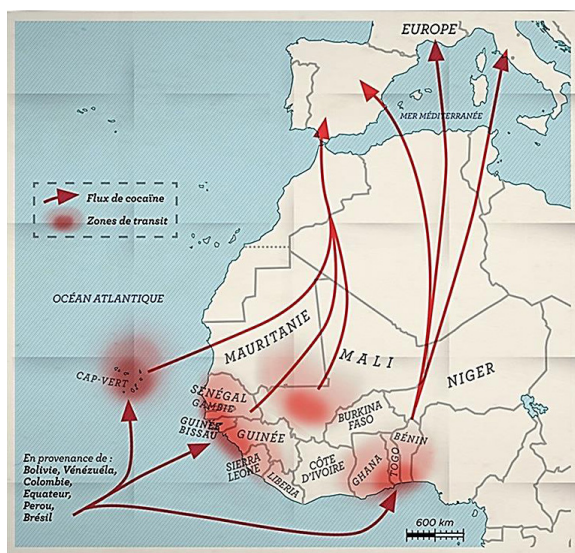 EUROPE
MER MÉDITERRANÉE
Flux de cocaïne
Zones de transit
OCÉAN ATLANTIQUE
MAURITANIE
MALI
NIGER
CAP-VERT
SÉNÉGAL
GAMBIE
GUINÉE
BISSAU
GUINÉE
SIERRA
LEONE
LIBERIA
CÔTE
D'IVOIRE
BURKINA
FASO
GHANA
TOGO
BÉNIN
En provenance de :
Bolivie, Vénézuéla,
Colombie,
Equateur,
Perou,
Brésil
600 km